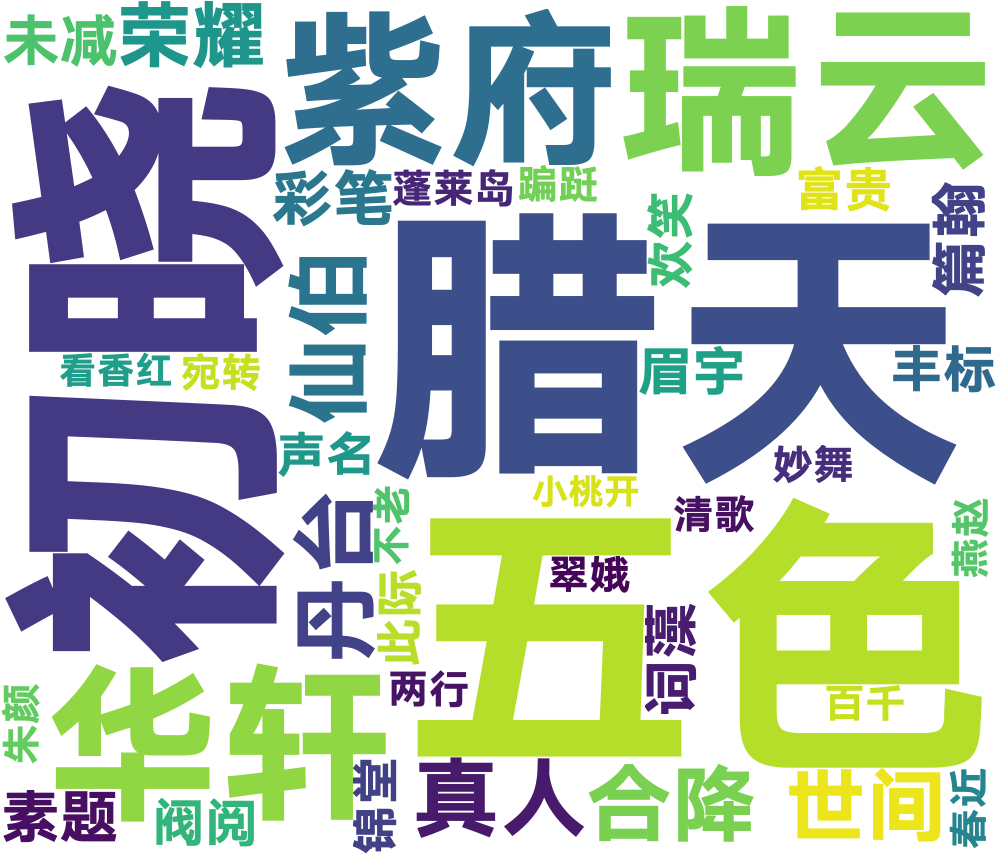 未减
荣耀
紫府
瑞云
初晓
彩笔
蓬莱岛
蹁跹
富贵
篇翰
欢笑
仙伯
腊天
看香红
宛转
眉宇
丰标
声名
妙舞
小桃开
不老
清歌
燕赵
丹台
五色
翠娥
此际
词藻
华轩
两行
朱颜
百千
真人
合降
世间
锦堂
春近
素题
阀阅